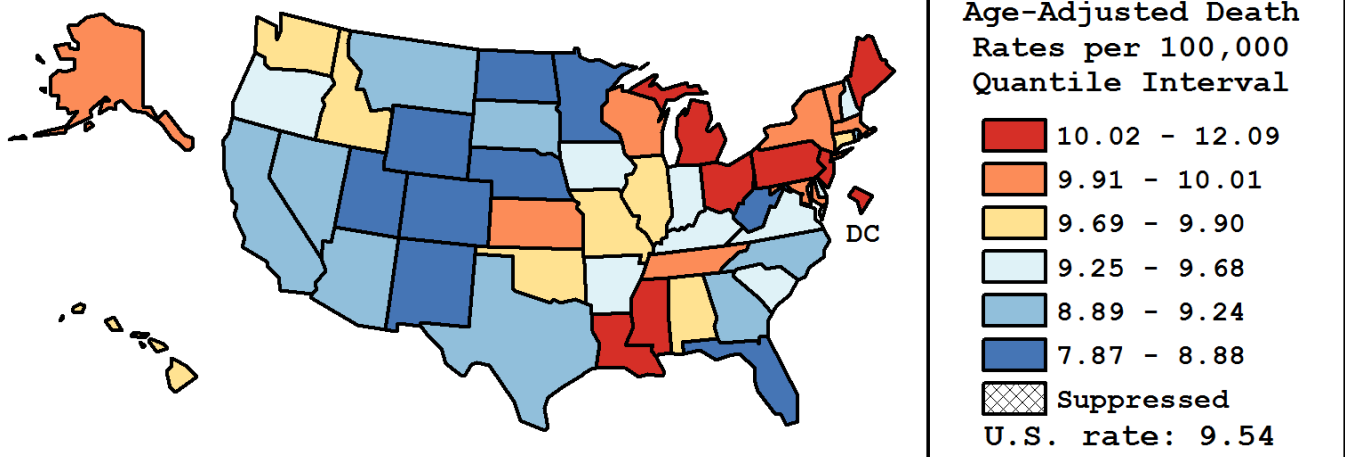 Age-Adjusted Death
Rates per 100,000
Quantile Interval
10.02 - 12.09
9.91 - 10.01
9.69 - 9.90
DC
9.25 - 9.68
8.89 - 9.24
7.87 - 8.88
Suppressed
U.S. rate: 9.54